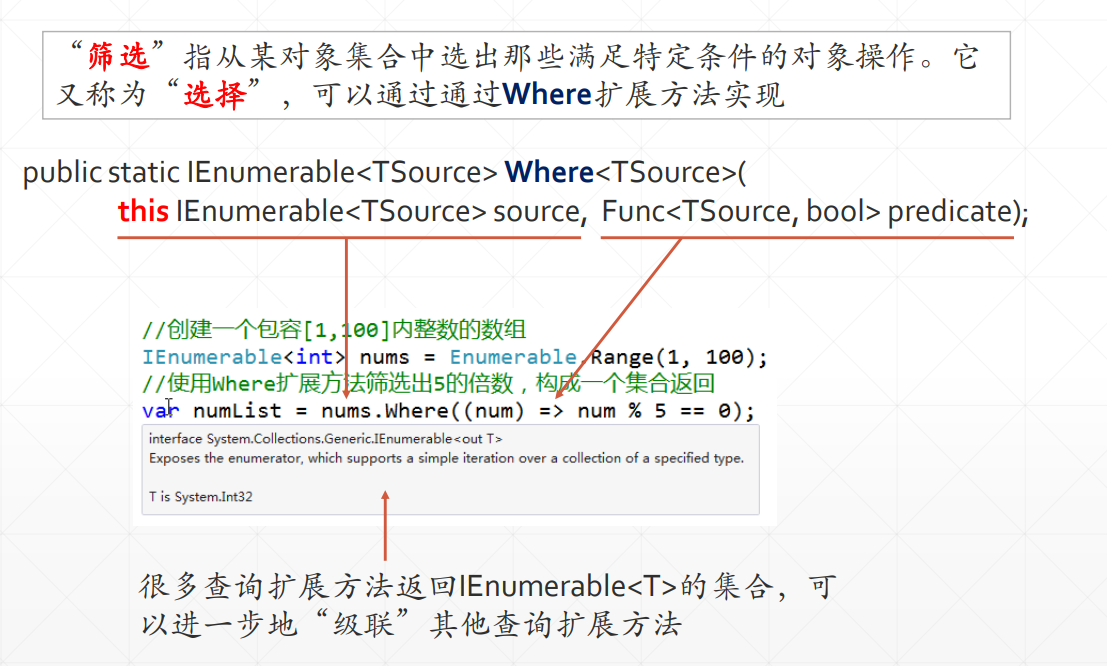 “筛选”指从某对象集合中选出那些满足特定条件的对象操作。它
又称为“选择”，可以通过通过Where扩展方法实现
public static IEnumerable<TSource> Where<TSource>(
this IEnumerable<TSource> source, Func<TSource, bool> predicate);
//创建一个包容[1,100]内整数的数组
IEnumerable<int> nums = Enumerable.Range(1, 100);
//使用Where扩展方法筛选出5的倍数，构成一个集合返回
var numList = nums.Where((num) => num % 5 == 0);
interface System.Collections.Generic.IEnumerable<out T>
Exposes the enumerator, which supports a simple iteration over a collection of a specified type.
T is System.Int32
很多查询扩展方法返回IEnumerable<T>的集合，可
以进一步地“级联”其他查询扩展方法